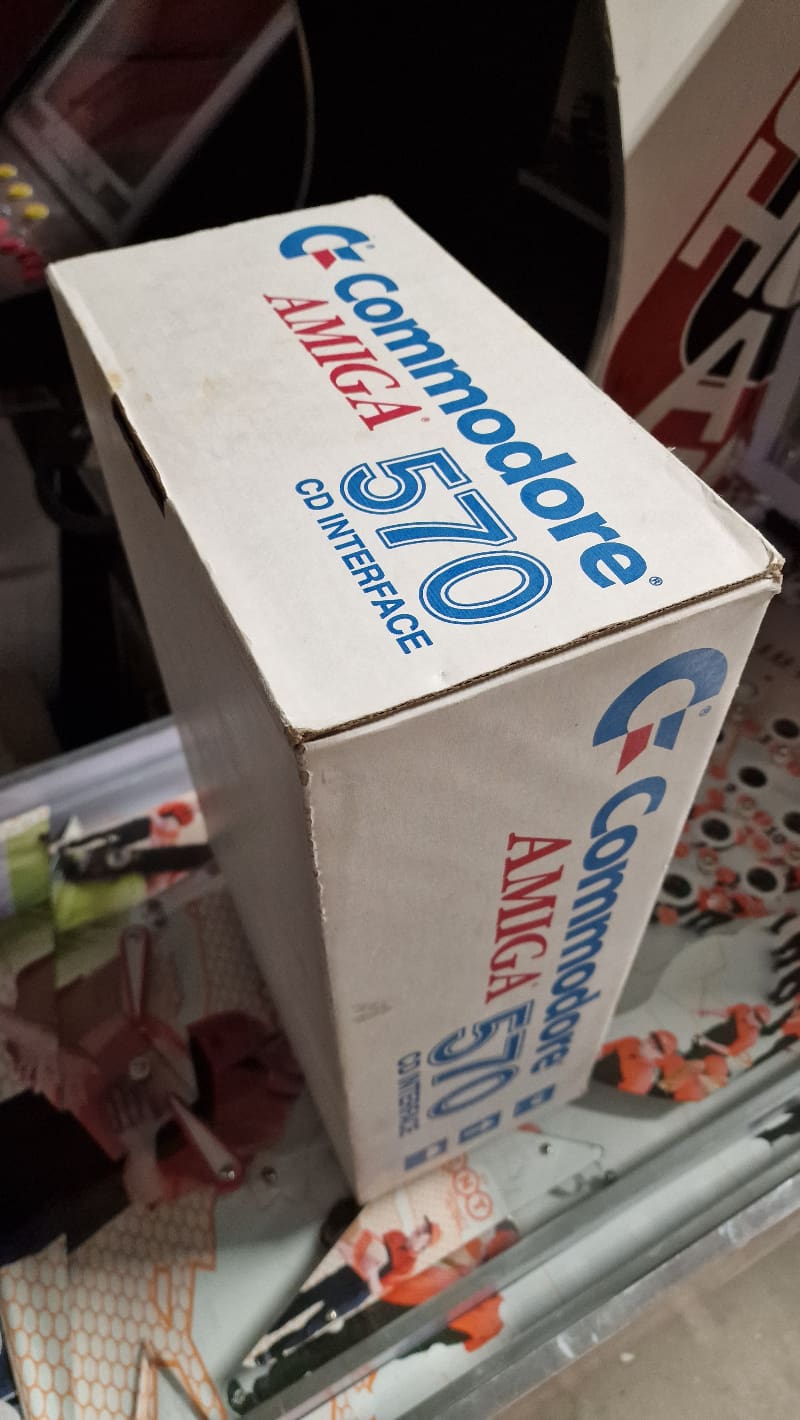 Commodore®
AMIGA®
570
CD INTERFACE
Commodore
AMIGA 570
CD INTERFACE